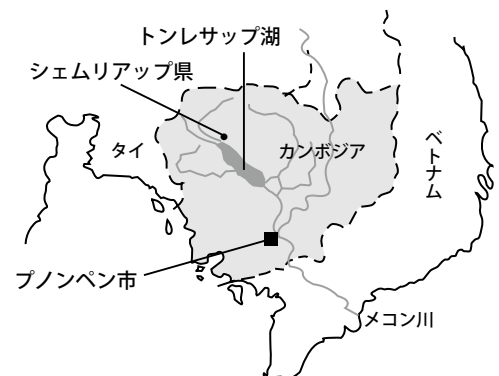 トンレサップ湖
シェムリアップ県
タイ
カンボジア
ベトナム
プノンペン市
メコン川